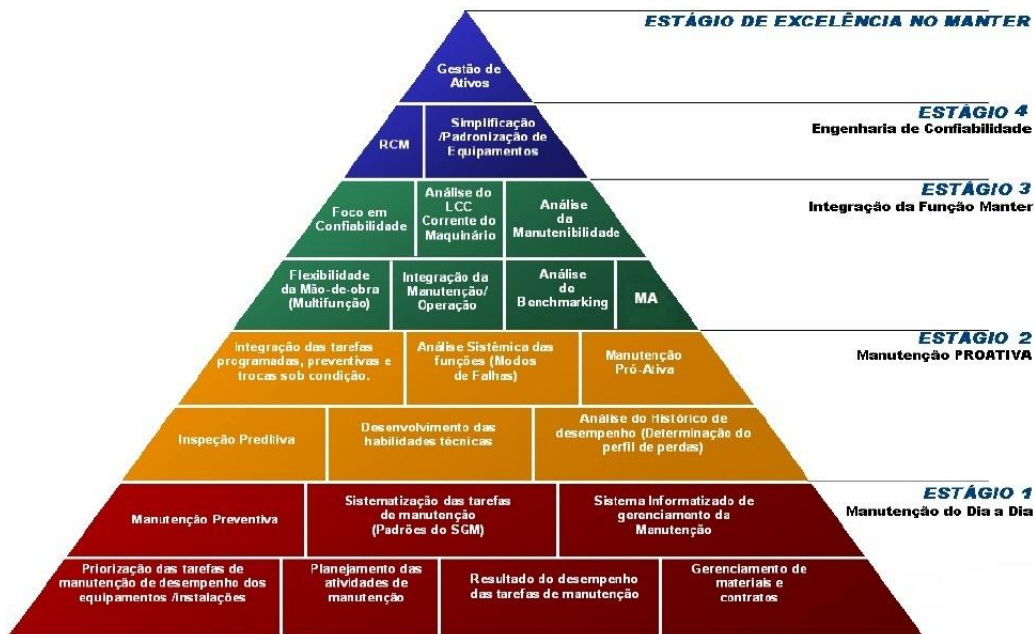 ESTÁGIO DE EXCELÊNCIA NO MANTER
Gestão de
Ativos
ESTÁGIO 4
Engenharia de Confiabilidade
RCM
Simplificação
/Padronização de
Equipamentos
ESTÁGIO 3
Integração da Função Manter
Foco em
Confiabilidade
Análise do
LCC
Corrente do
Maquinário
Análise
da
Manutenibilidade
Flexibilidade
da Mão-de-obra
(Multifunção)
Integração da
Manutenção/
Operação
Análise
de
Benchmarking
MA
ESTÁGIO 2
Manutenção PROATIVA
Integração das tarefas
programadas, preventivas e
trocas sob condição.
Análise Sistêmica das
funções (Modos
de Falhas)
Manutenção
Pró-Ativa
Inspeção Preditiva
Desenvolvimento das
habilidades técnicas
Análise do Histórico de
desempenho (Determinação do
perfil de perdas)
ESTÁGIO 1
Manutenção do Dia a Dia
Manutenção Preventiva
Sistematização das tarefas
de manutenção
(Padrões do SGM)
Sistema Informatizado de
gerenciamento da
Manutenção
Priorização das tarefas de
manutenção de desempenho dos
equipamentos /instalações
Planejamento das
atividades de
manutenção
Resultado do desempenho
das tarefas de manutenção
Gerenciamento de
materiais e
contratos